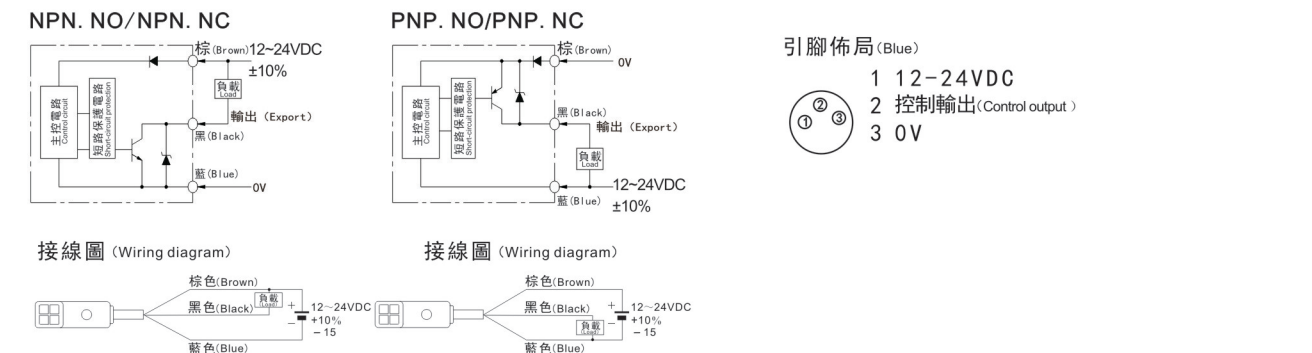 NPN. NO/NPN. NC
棕(Brown)12~24VDC
±10%
負載
Load
主控電路
Control circuit
短路保護電路
Short-circuit protection
輸出 (Export)
黑(Black)
藍(Blue)
0V
PNP. NO/PNP. NC
棕(Brown)
0V
主控電路
Control circuit
短路保護電路
Short-circuit protection
黑(Black)
輸出 (Export)
負載
Load
12~24VDC
藍(Blue)
±10%
引腳佈局(Blue)
1 12-24VDC
2 控制輸出(Control output )
3 0V
② 
① ③
接線圖 (Wiring diagram)
棕色(Brown)
負載
(Load)
黑色(Black)
+
12~24VDC
+10%
－15
－
藍色(Blue)
接線圖 (Wiring diagram)
棕色(Brown)
黑色(Black)
+
12~24VDC
+10%
－15
－
負載
(Load)
藍色(Blue)